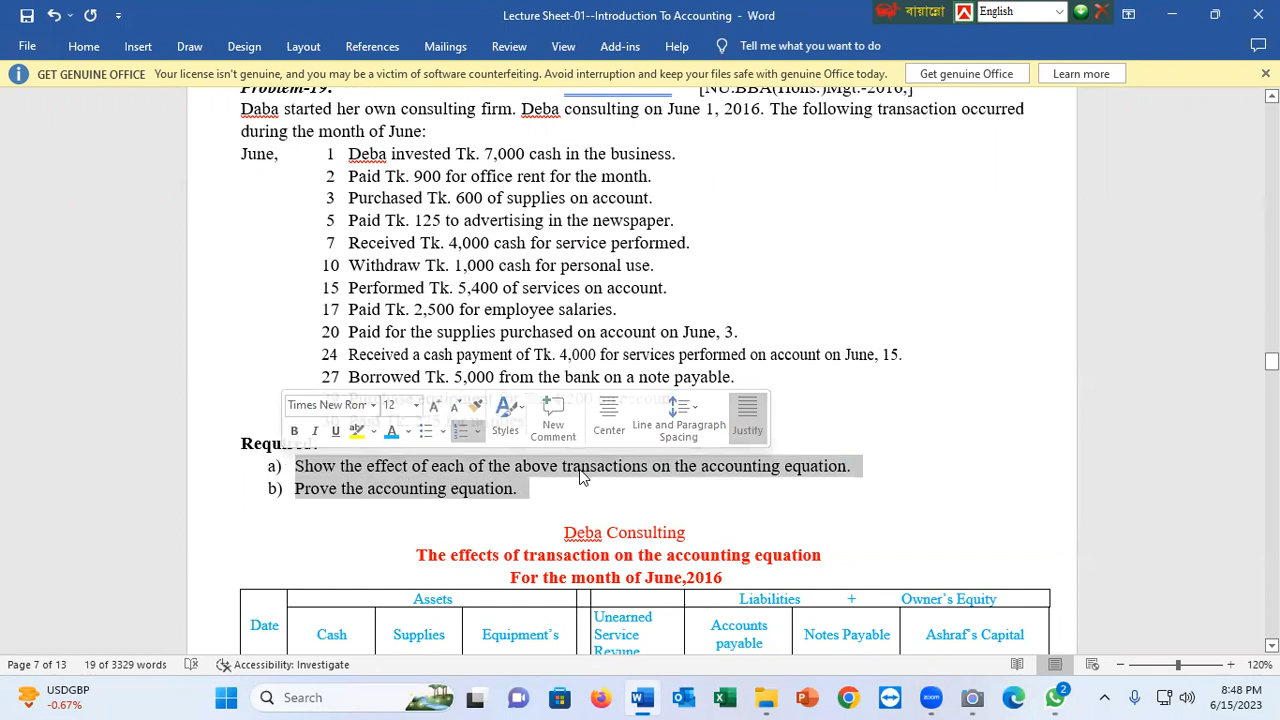 Lecture Sheet-01--Introduction To Accounting - Word
বায়ান্নো
English
File Home Insert Draw Design Layout References Mailings Review View Add-ins Help Tell me what you want to do
GET GENUINE OFFICE Your license isn't genuine, and you may be a victim of software counterfeiting. Avoid interruption and keep your files safe with genuine Office today. Get genuine Office Learn more
Problem-19. [NU.BBA(Hons.)Mgt.-2016,]
Daba started her own consulting firm. Deba consulting on June 1, 2016. The following transaction occurred
during the month of June:
June, 1 Deba invested Tk. 7,000 cash in the business.
2 Paid Tk. 900 for office rent for the month.
3 Purchased Tk. 600 of supplies on account.
5 Paid Tk. 125 to advertising in the newspaper.
7 Received Tk. 4,000 cash for service performed.
10 Withdraw Tk. 1,000 cash for personal use.
15 Performed Tk. 5,400 of services on account.
17 Paid Tk. 2,500 for employee salaries.
20 Paid for the supplies purchased on account on June, 3.
24 Received a cash payment of Tk. 4,000 for services performed on account on June, 15.
27 Borrowed Tk. 5,000 from the bank on a note payable.
Times New Rom 12
Styles New Comment Center Line and Paragraph Spacing Justify
Required:
a) Show the effect of each of the above transactions on the accounting equation.
b) Prove the accounting equation.
Deba Consulting
The effects of transaction on the accounting equation
For the month of June,2016
Assets Liabilities + Owner's Equity
Date Cash Supplies Equipment's Unearned Service Revune Accounts payable Notes Payable Ashraf's Capital
Page 7 of 13 19 of 3329 words Accessibility: Investigate 120%
USDGBP
-0.67%
Search
2
8:48 PM
6/15/2023